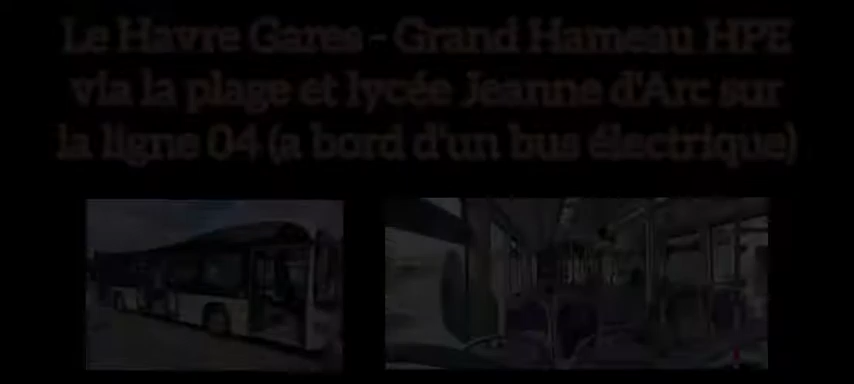 Le Havre Gares - Grand Hameau HPE
via la plage et lycée Jeanne d'Arc sur
la ligne 04 (a bord d'un bus électrique)